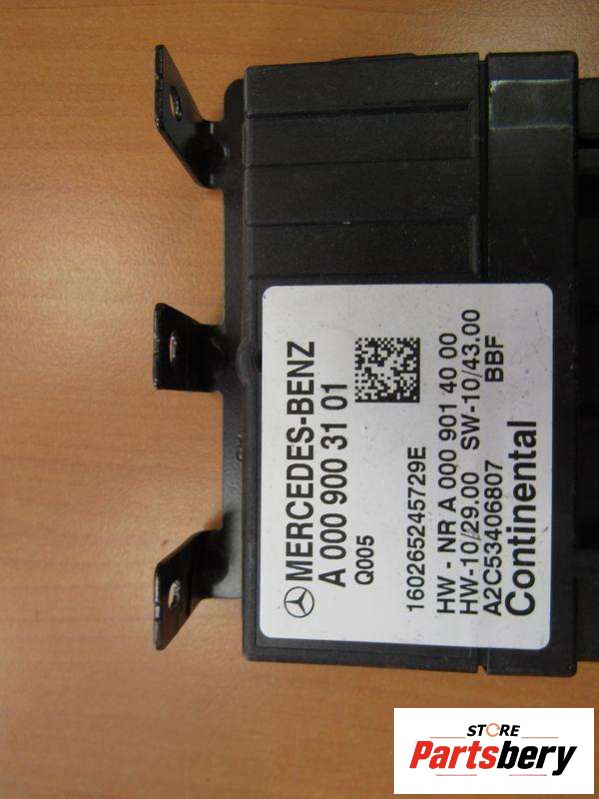 MERCEDES-BENZ
A 000 900 31 01
Q005
160265245729E
HW - NR A 000 901 40 00
HW-10/29.00 SW-10/43.00
A2C53406807 BBF
Continental
STORE
Partsbery